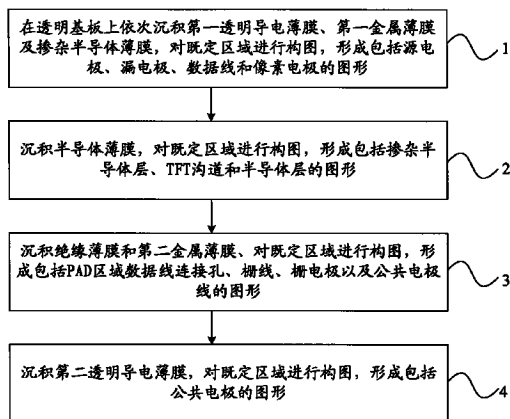 在透明基板上依次沉积第一透明导电薄膜、第一金属薄膜
及掺杂半导体薄膜，对既定区域进行构图，形成包括源电
极、漏电极、数据线和像素电极的图形
1
沉积半导体薄膜，对既定区域进行构图，形成包括掺杂半
导体层、TFT沟道和半导体层的图形
2
沉积绝缘薄膜和第二金属薄膜、对既定区域进行构图，形
成包括PAD区域数据线连接孔、栅线、栅电极以及公共电极
线的图形
3
沉积第二透明导电薄膜，对既定区域进行构图，形成包括
公共电极的图形
4